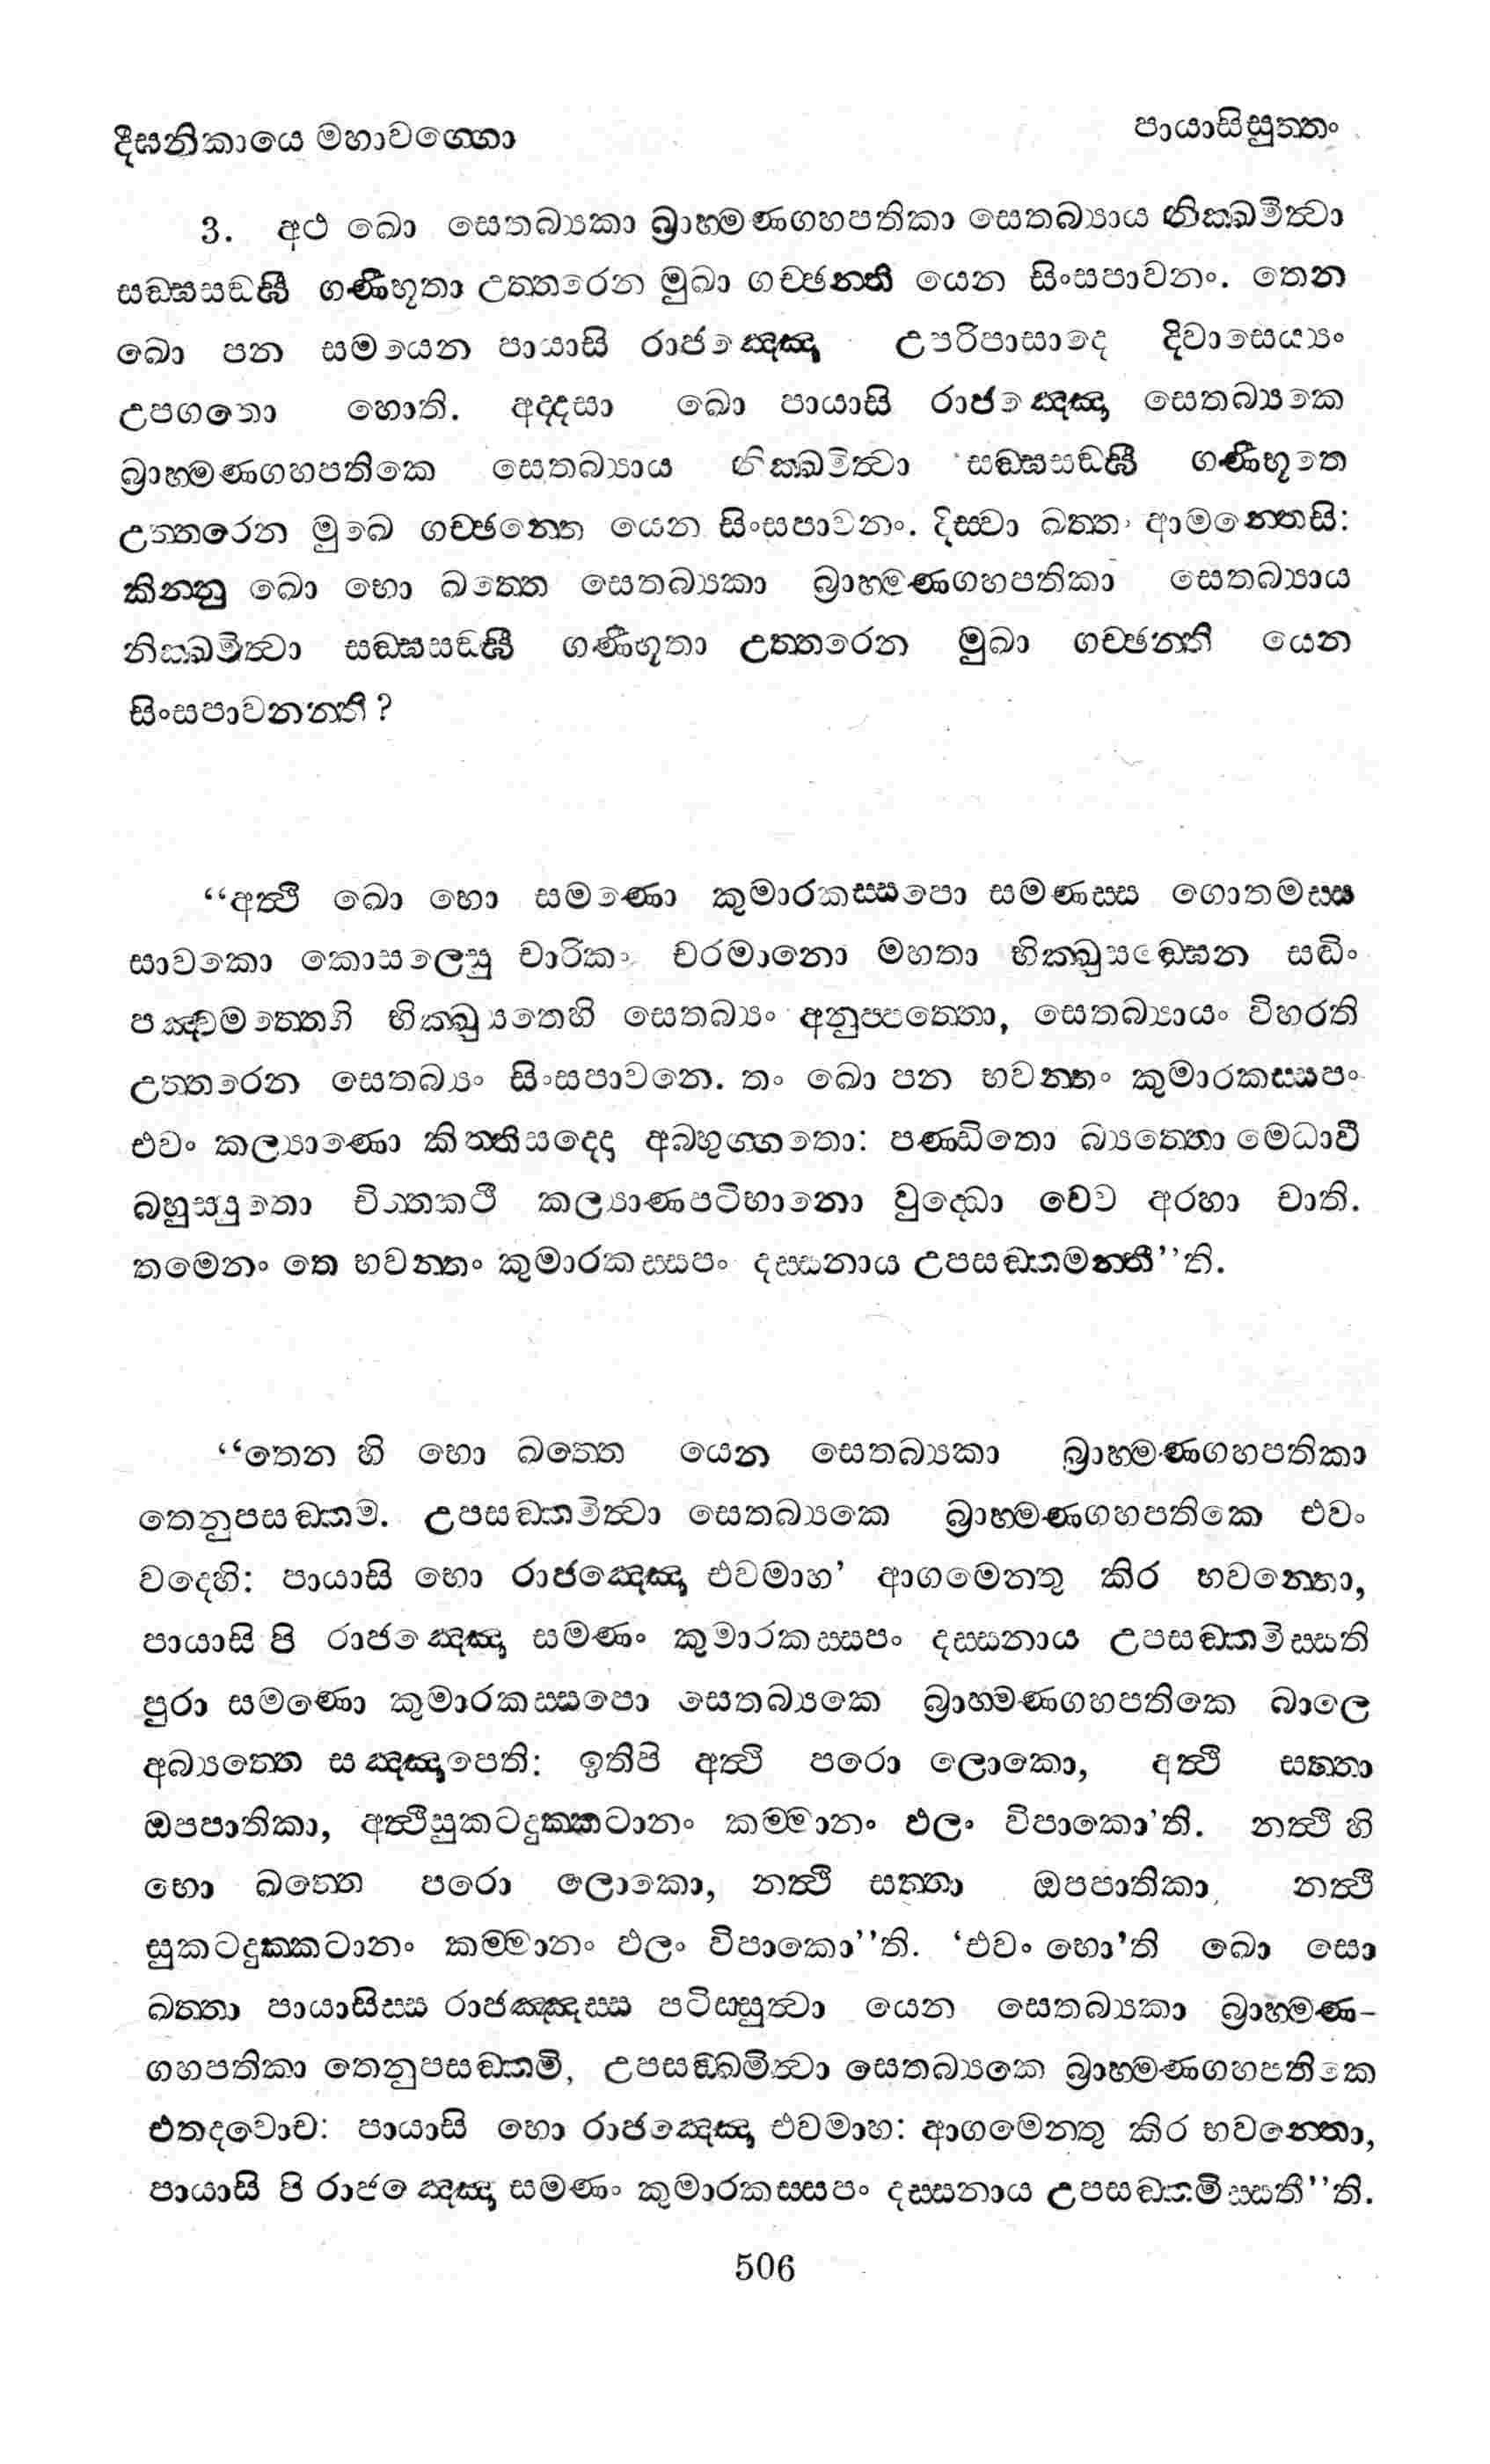 දීඝනිකායෙ මහාවග්ගො
පායාසිසුත්තං
3. අථ ඛො සෙතබ්‍යකා බ්‍රාහ්මණගහපතිකා සෙතබ්‍යාය නික්ඛමිත්වා
සඞ්ඝසඞ්ඝී ගණීභූතා උත්තරෙන මුඛා ගච්ඡන්ති යෙන සිංසපාවනං. තෙන
ඛො පන සමයෙන පායාසි රාජඤ්ඤො උපරිපාසාදෙ දිවාසෙය්‍යං
උපගතො හොති. අද්දසා ඛො පායාසි රාජඤ්ඤො සෙතබ්‍යකෙ
බ්‍රාහ්මණගහපතිකෙ සෙතබ්‍යාය නික්ඛමිත්වා සඞ්ඝසඞ්ඝී ගණීභූතෙ
උත්තරෙන මුඛෙ ගච්ඡන්තෙ යෙන සිංසපාවනං. දිස්වා ඛත්තං ආමන්තෙසි:
කින්නු ඛො භො ඛත්තෙ සෙතබ්‍යකා බ්‍රාහ්මණගහපතිකා සෙතබ්‍යාය
නික්ඛමිත්වා සඞ්ඝසඞ්ඝී ගණීභූතා උත්තරෙන මුඛා ගච්ඡන්ති යෙන
සිංසපාවනන්ති?
“අත්ථි ඛො භො සමණො කුමාරකස්සපො සමණස්ස ගොතමස්ස
සාවකො කොසලෙසු චාරිකං චරමානො මහතා භික්ඛුසඞ්ඝෙන සද්ධිං
පඤ්චමත්තෙහි භික්ඛුසතෙහි සෙතබ්‍යං අනුප්පත්තො, සෙතබ්‍යායං විහරති
උත්තරෙන සෙතබ්‍යං සිංසපාවනෙ. තං ඛො පන භවන්තං කුමාරකස්සපං
එවං කල්‍යාණො කිත්තිසද්දො අබ්භුග්ගතො: පණ්ඩිතො බ්‍යත්තො මෙධාවී
බහුස්සුතො චිත්තකථී කල්‍යාණපටිභානො වුද්ධො චෙව අරහා චාති.
තමෙනං තෙ භවන්තං කුමාරකස්සපං දස්සනාය උපසඞ්කමන්තී”ති.
“තෙන හි භො ඛත්තෙ යෙන සෙතබ්‍යකා බ්‍රාහ්මණගහපතිකා
තෙනුපසඞ්කම. උපසඞ්කමිත්වා සෙතබ්‍යකෙ බ්‍රාහ්මණගහපතිකෙ එවං
වදෙහි: පායාසි භො රාජඤ්ඤො එවමාහ’ ආගමෙන්තු කිර භවන්තො,
පායාසි පි රාජඤ්ඤො සමණං කුමාරකස්සපං දස්සනාය උපසඞ්කමිස්සති
පුරා සමණො කුමාරකස්සපො සෙතබ්‍යකෙ බ්‍රාහ්මණගහපතිකෙ බාලෙ
අබ්‍යත්තෙ සඤ්ඤාපෙති: ඉතිපි අත්ථි පරො ලොකො, අත්ථි සත්තා
ඔපපාතිකා, අත්ථිසුකටදුක්කටානං කම්මානං ඵලං විපාකො’ති. නත්ථි හි
භො ඛත්තෙ පරො ලොකො, නත්ථි සත්තා ඔපපාතිකා, නත්ථි
සුකටදුක්කටානං කම්මානං ඵලං විපාකො”ති. ‘එවං භො’ති ඛො සො
ඛත්තා පායාසිස්ස රාජඤ්ඤස්ස පටිස්සුත්වා යෙන සෙතබ්‍යකා බ්‍රාහ්මණ-
ගහපතිකා තෙනුපසඞ්කමි, උපසඞ්ඛමිත්වා සෙතබ්‍යකෙ බ්‍රාහ්මණගහපතිකෙ
එතදවොච: පායාසි භො රාජඤ්ඤො එවමාහ: ආගමෙන්තු කිර භවන්තො,
පායාසි පි රාජඤ්ඤො සමණං කුමාරකස්සපං දස්සනාය උපසඞ්කමිස්සතී”ති.
506